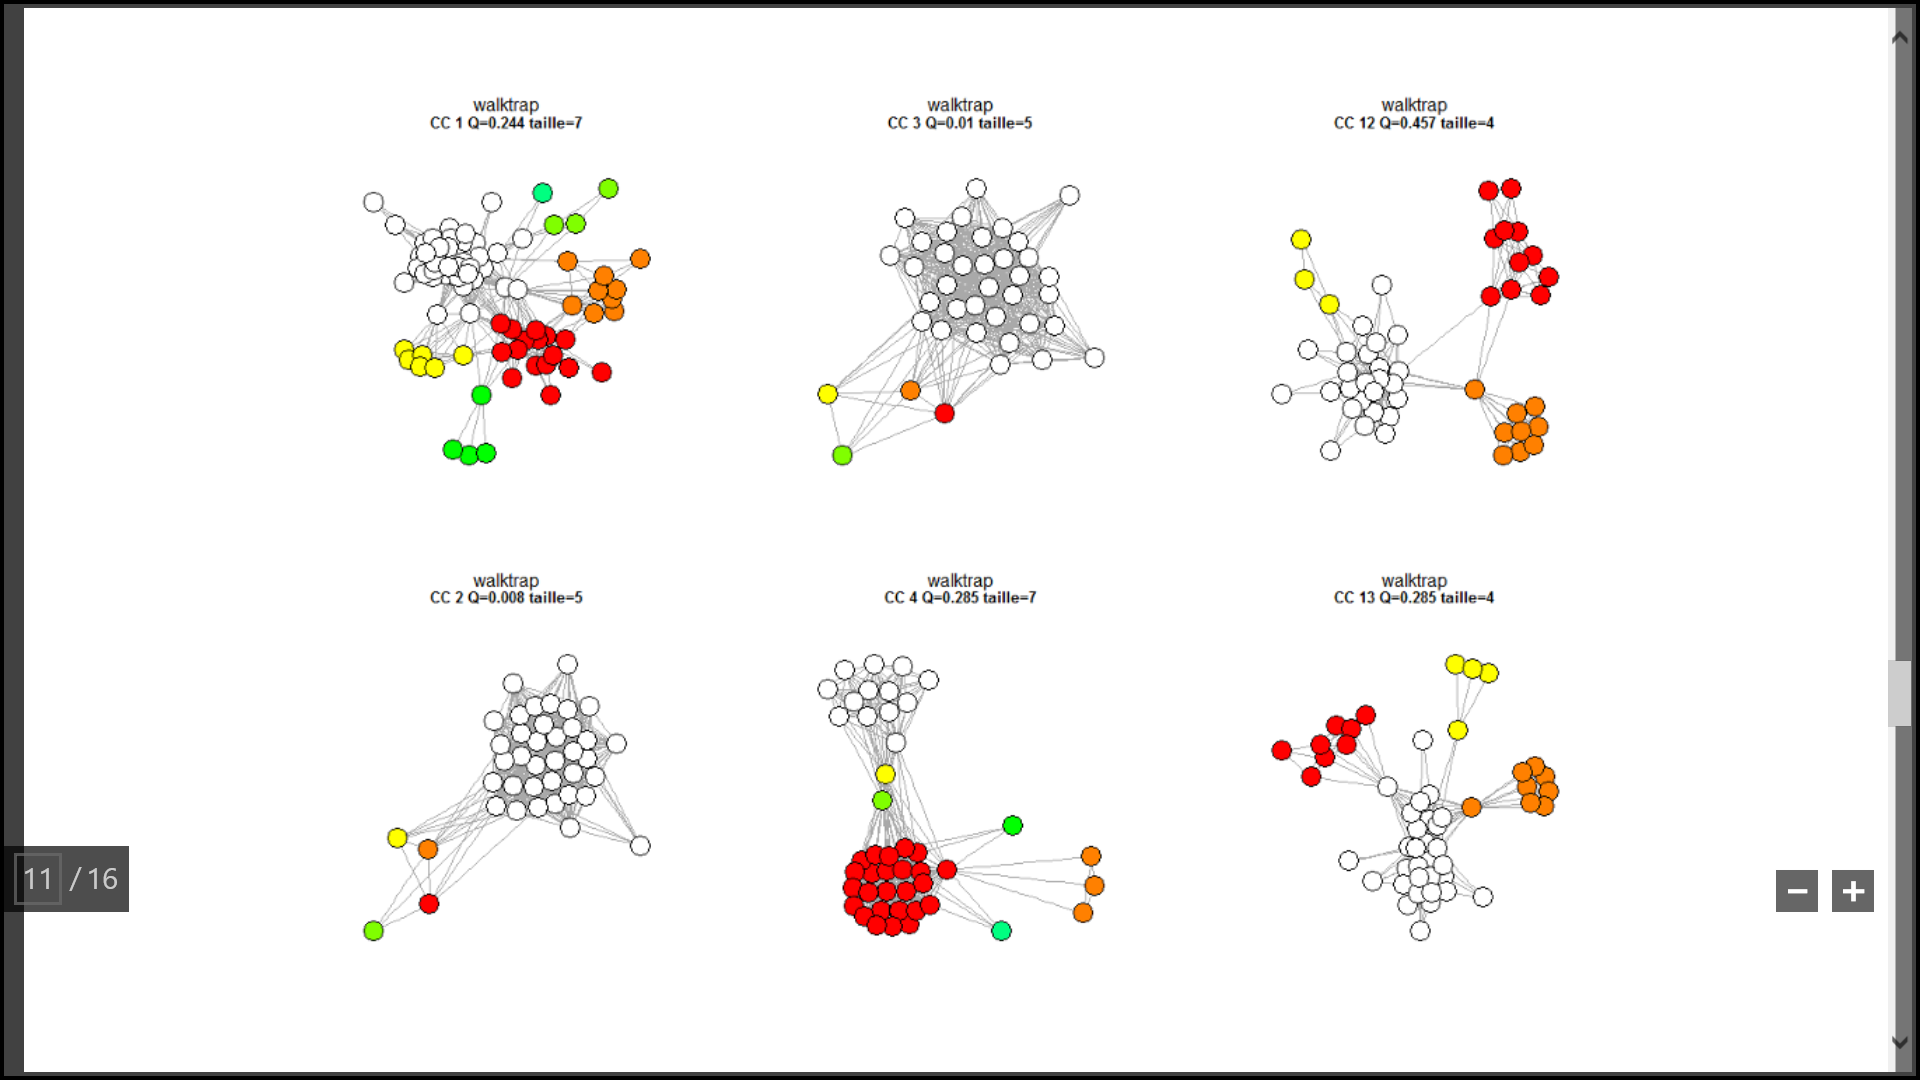 walktrap
CC 1 Q=0.244 taille=7
walktrap
CC 3 Q=0.01 taille=5
walktrap
CC 12 Q=0.457 taille=4
walktrap
CC 2 Q=0.008 taille=5
walktrap
CC 4 Q=0.285 taille=7
walktrap
CC 13 Q=0.285 taille=4
11 / 16